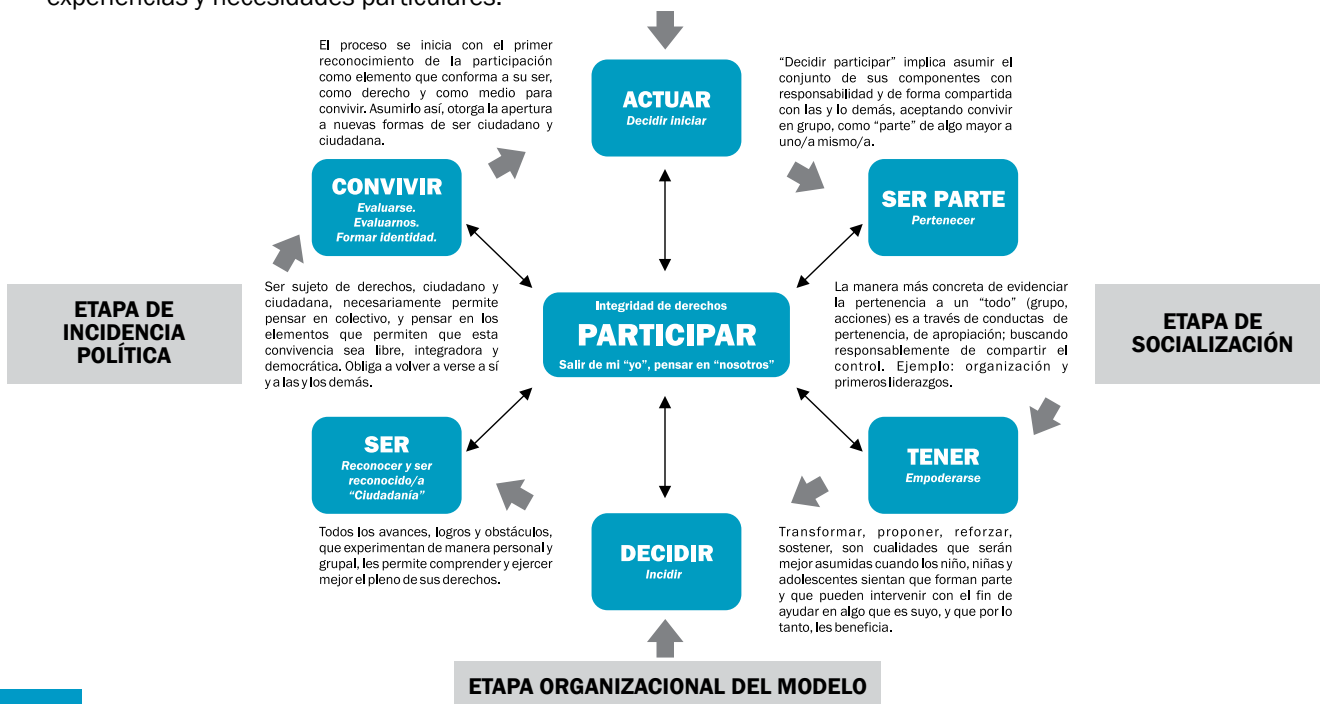 experiencias y necesidades particulares.
El proceso se inicia con el primer
reconocimiento de la participación
como elemento que conforma a su ser,
como derecho y como medio para
convivir. Asumirlo así, otorga la apertura
a nuevas formas de ser ciudadano y
ciudadana.
ACTUAR
Decidir iniciar
“Decidir participar” implica asumir el
conjunto de sus componentes con
responsabilidad y de forma compartida
con las y lo demás, aceptando convivir
en grupo, como “parte” de algo mayor a
uno/a mismo/a.
CONVIVIR
Evaluarse.
Evaluarnos.
Formar identidad.
SER PARTE
Pertenecer
ETAPA DE
INCIDENCIA
POLÍTICA
Ser sujeto de derechos, ciudadano y
ciudadana, necesariamente permite
pensar en colectivo, y pensar en los
elementos que permiten que esta
convivencia sea libre, integradora y
democrática. Obliga a volver a verse a sí
y a las y los demás.
Integridad de derechos
PARTICIPAR
Salir de mi “yo”, pensar en “nosotros”
La manera más concreta de evidenciar
la pertenencia a un “todo” (grupo,
acciones) es a través de conductas de
pertenencia, de apropiación; buscando
responsablemente de compartir el
control. Ejemplo: organización y
primeros liderazgos.
ETAPA DE
SOCIALIZACIÓN
SER
Reconocer y ser
reconocido/a
“Ciudadanía”
TENER
Empoderarse
Todos los avances, logros y obstáculos,
que experimentan de manera personal y
grupal, les permite comprender y ejercer
mejor el pleno de sus derechos.
DECIDIR
Incidir
Transformar, proponer, reforzar,
sostener, son cualidades que serán
mejor asumidas cuando los niño, niñas y
adolescentes sientan que forman parte
y que pueden intervenir con el fin de
ayudar en algo que es suyo, y que por lo
tanto, les beneficia.
ETAPA ORGANIZACIONAL DEL MODELO